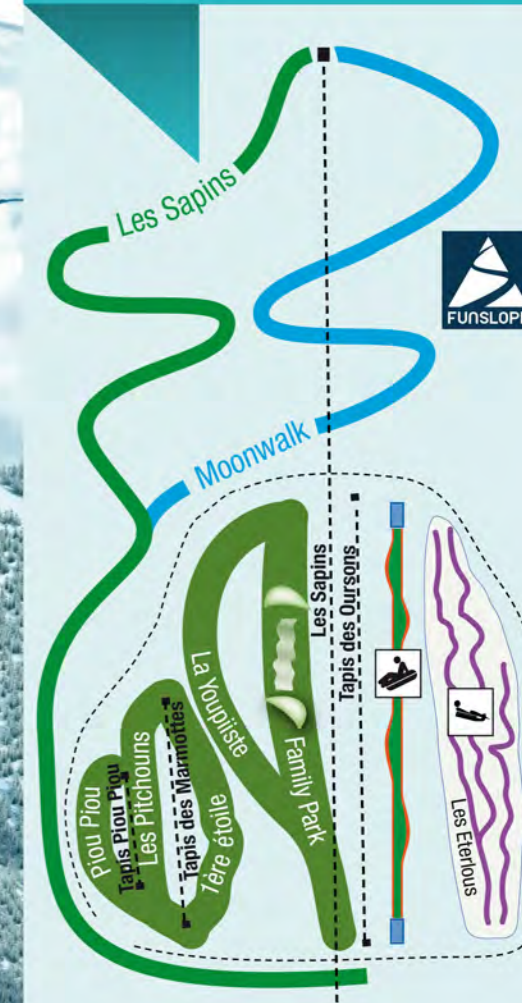 Les Sapins
FUNSLOPE
Moonwalk
Les Sapins
Tapis des Oursons
La Youpiiste
Family Park
Piou Piou
Tapis Piou Piou
Les Pitchouns
Tapis des Marmottes
1ère étoile
Les Eterlous